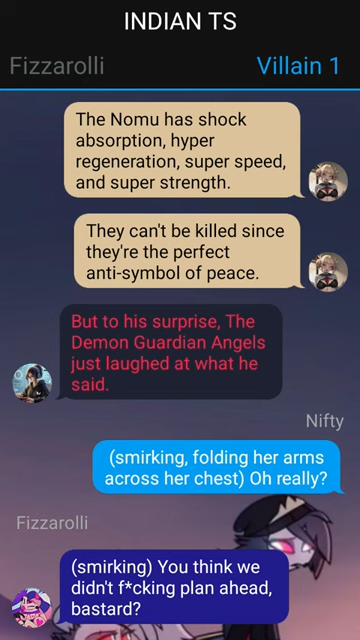 INDIAN TS
Fizzarolli
Villain 1
The Nomu has shock
absorption, hyper
regeneration, super speed,
and super strength.
They can't be killed since
they're the perfect
anti-symbol of peace.
But to his surprise, The
Demon Guardian Angels
just laughed at what he
said.
Nifty
(smirking, folding her arms
across her chest) Oh really?
Fizzarolli
(smirking) You think we
didn't f*cking plan ahead,
bastard?